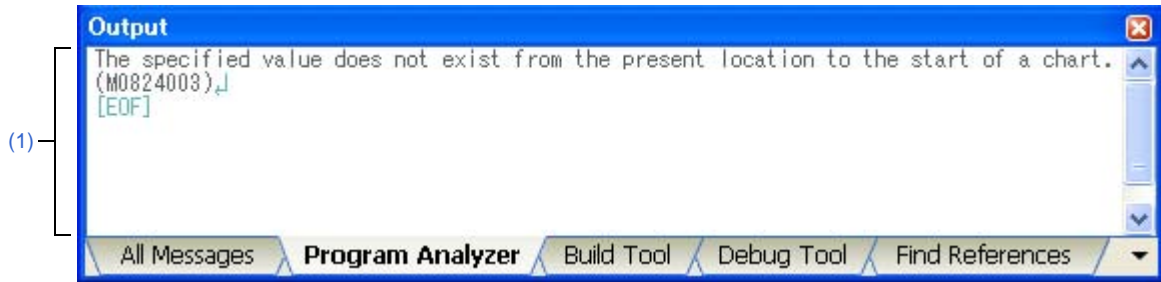 Output
The specified value does not exist from the present location to the start of a chart.
(M0824003)↲
[EOF]
(1)
All Messages Program Analyzer Build Tool Debug Tool Find References